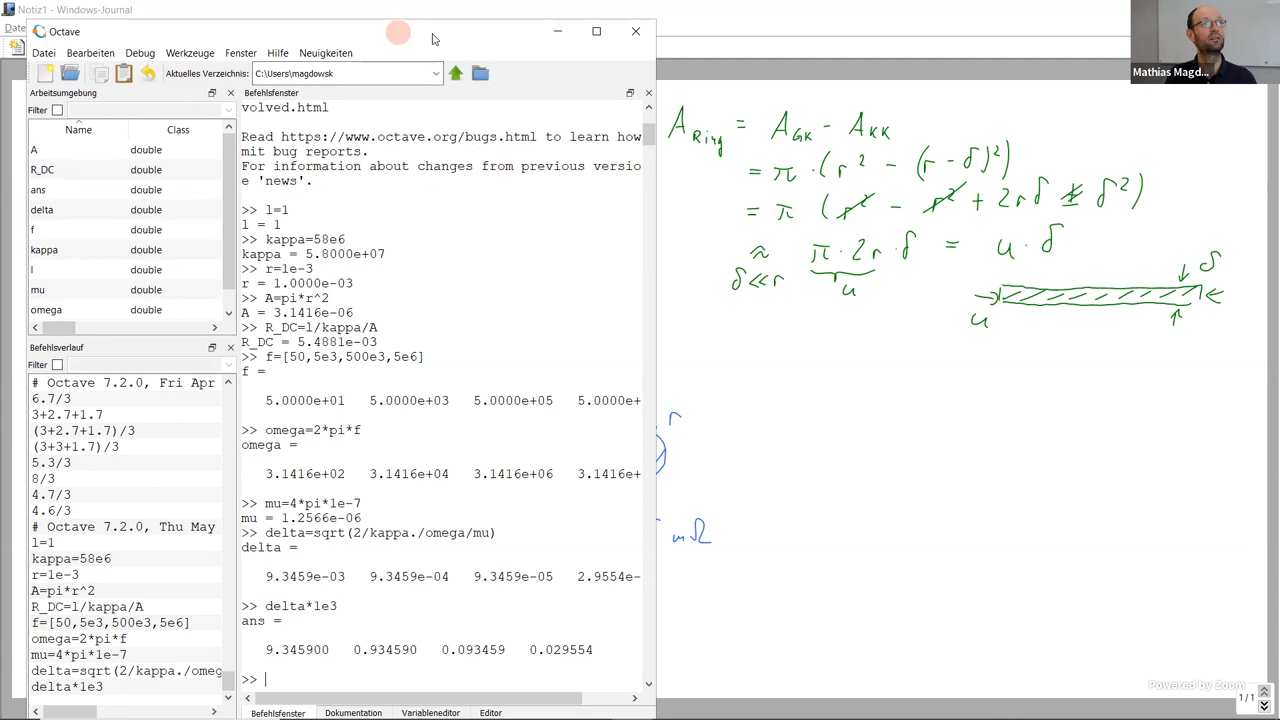 Notiz1 - Windows-Journal
Date
Octave
Datei Bearbeiten Debug Werkzeuge Fenster Hilfe Neuigkeiten
Aktuelles Verzeichnis: C:\Users\magdowsk
Arbeitsumgebung
Filter
Name Class
A double
R_DC double
ans double
delta double
f double
kappa double
l double
mu double
omega double
Befehlsverlauf
Filter
# Octave 7.2.0, Fri Apr
6.7/3
3+2.7+1.7
(3+2.7+1.7)/3
(3+3+1.7)/3
5.3/3
8/3
4.7/3
4.6/3
# Octave 7.2.0, Thu May
l=1
kappa=58e6
r=1e-3
A=pi*r^2
R_DC=l/kappa/A
f=[50,5e3,500e3,5e6]
omega=2*pi*f
mu=4*pi*1e-7
delta=sqrt(2/kappa./omeg
delta*1e3
Befehlsfenster
volved.html
Read https://www.octave.org/bugs.html to learn how
mit bug reports.
For information about changes from previous versio
e 'news'.
>> l=1
l = 1
>> kappa=58e6
kappa = 5.8000e+07
>> r=1e-3
r = 1.0000e-03
>> A=pi*r^2
A = 3.1416e-06
>> R_DC=l/kappa/A
R_DC = 5.4881e-03
>> f=[50,5e3,500e3,5e6]
f =
5.0000e+01 5.0000e+03 5.0000e+05 5.0000e+
>> omega=2*pi*f
omega =
3.1416e+02 3.1416e+04 3.1416e+06 3.1416e+
>> mu=4*pi*1e-7
mu = 1.2566e-06
>> delta=sqrt(2/kappa./omega/mu)
delta =
9.3459e-03 9.3459e-04 9.3459e-05 2.9554e-
>> delta*1e3
ans =
9.345900 0.934590 0.093459 0.029554
>>
Befehlsfenster Dokumentation Variableneditor Editor
Mathias Magd...
A_Ring = A_GK - A_KK
= π · (r² - (r - δ)²)
= π (r² - r² + 2rδ ± δ²)
≈ π · 2r · δ = u · δ
δ≪r u
δ
u
r
mΩ
Powered by Zoom
1/1